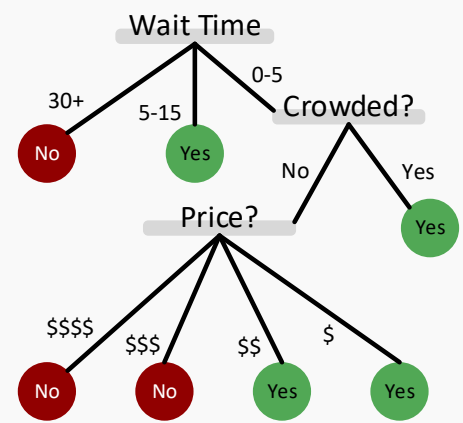 Wait Time
0-5
30+
5-15
Crowded?
No
Yes
No
Yes
Price?
Yes
$$$$
$$$
$$
$
No
No
Yes
Yes